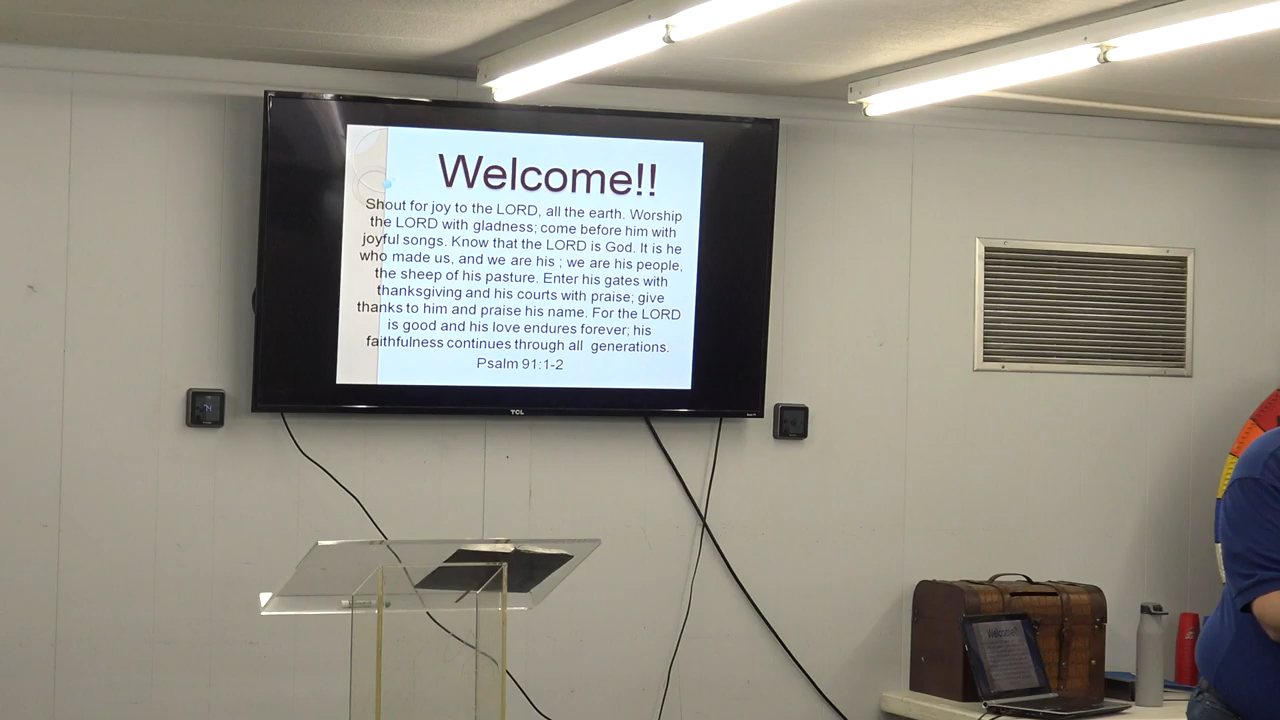 Welcome!!
Shout for joy to the LORD, all the earth. Worship
the LORD with gladness; come before him with
joyful songs. Know that the LORD is God. It is he
who made us, and we are his ; we are his people,
the sheep of his pasture. Enter his gates with
thanksgiving and his courts with praise; give
thanks to him and praise his name. For the LORD
is good and his love endures forever; his
faithfulness continues through all generations.
Psalm 91:1-2
TCL
74
Welcome!!